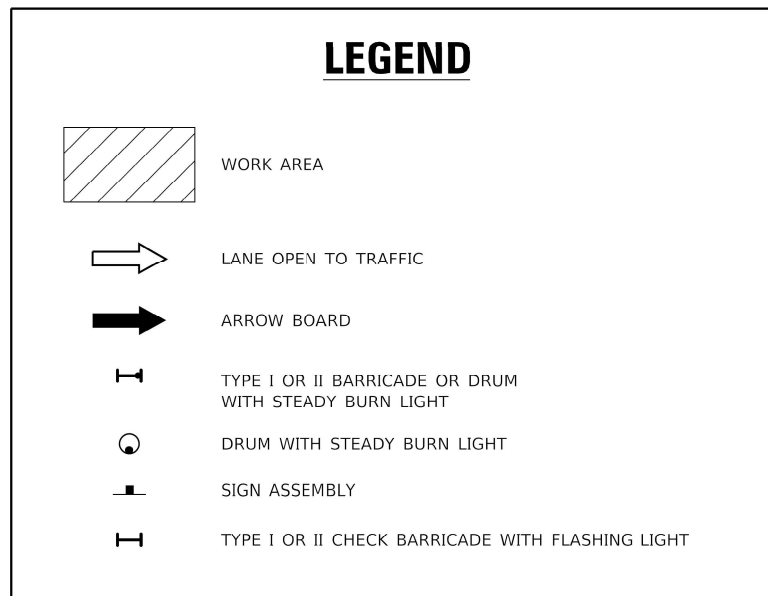 LEGEND
WORK AREA
LANE OPEN TO TRAFFIC
ARROW BOARD
TYPE I OR II BARRICADE OR DRUM
WITH STEADY BURN LIGHT
DRUM WITH STEADY BURN LIGHT
SIGN ASSEMBLY
TYPE I OR II CHECK BARRICADE WITH FLASHING LIGHT